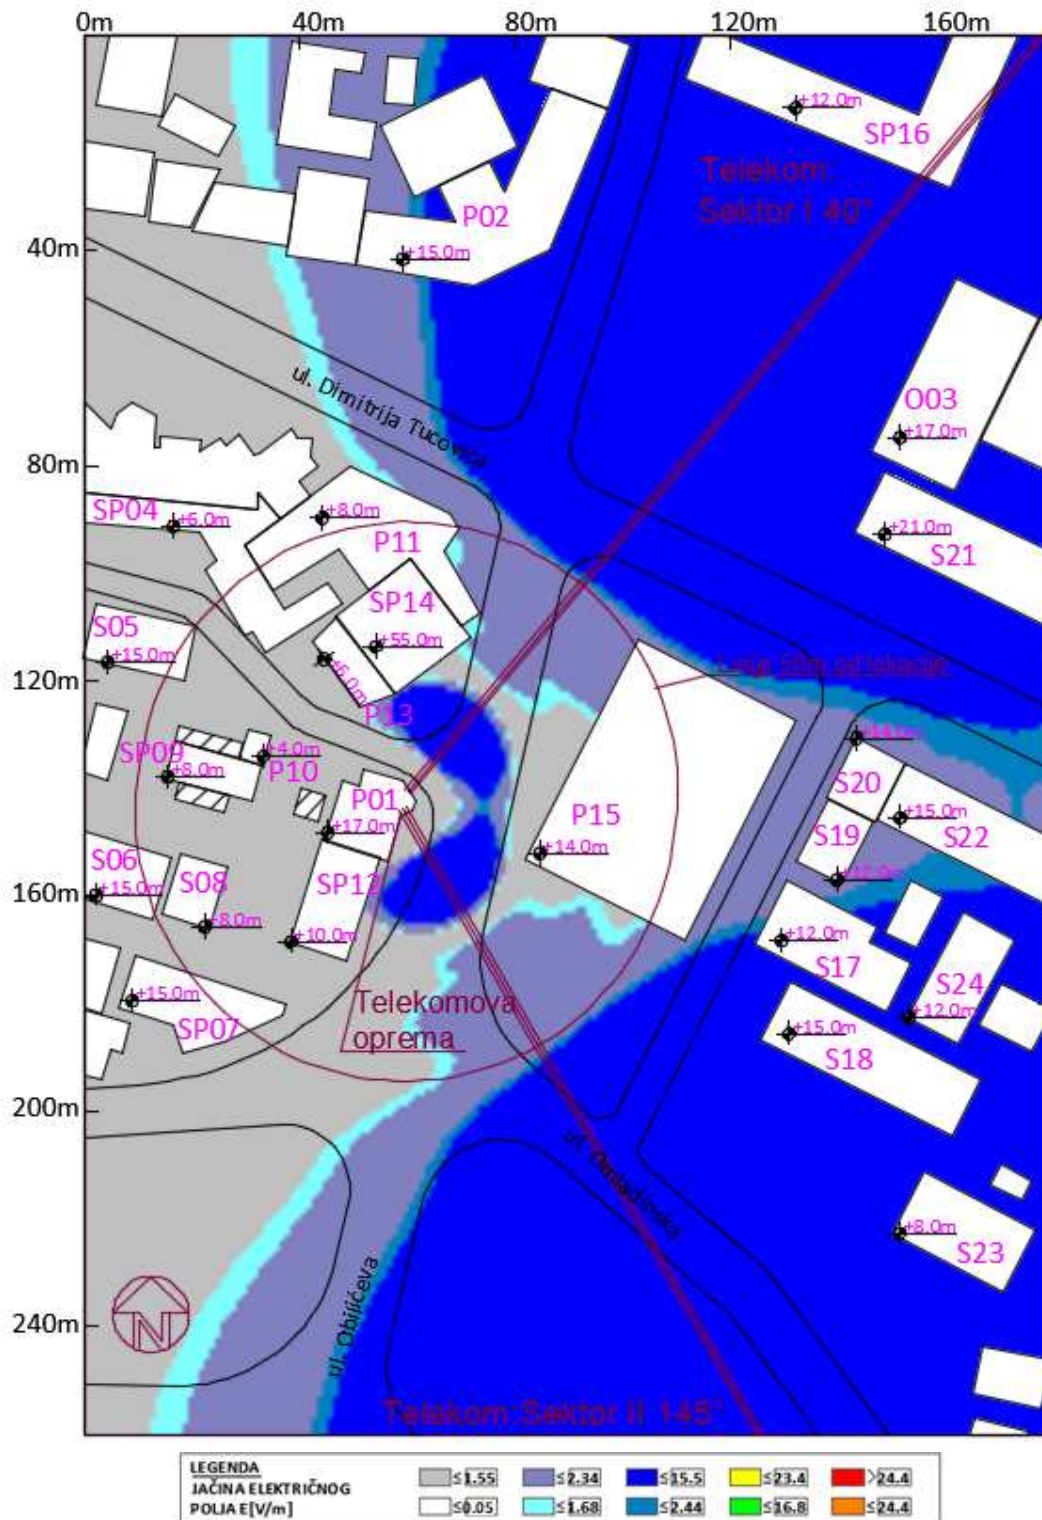 0m 40m 80m 120m 160m
+12.0m
SP16
Telekom:
Sektor I 40°
P02
+15.0m
40m
ul. Dimitrija Tucovića
O03
+17.0m
80m
SP04
+6.0m
+8.0m
P11
+21.0m
S21
SP14
+55.0m
S05
+15.0m
+6.0m
120m
P13
SP09
+8.0m
+4.0m
P10
S20
P01
+17.0m
P15
+14.0m
+15.0m
S19
S22
S06
+15.0m
S08
SP12
160m
+8.0m
+10.0m
+12.0m
S17
S24
+12.0m
+15.0m
SP07
Telekomova
oprema
+15.0m
S18
200m
ul. Omladinska
+8.0m
S23
ul. Obilićeva
N
240m
Telekom:Sektor II 145°
LEGENDA
JAČINA ELEKTRIČNOG
POLJA E[V/m]
≤1.55 ≤2.34 ≤15.5 ≤23.4 >24.4
≤0.05 ≤1.68 ≤2.44 ≤16.8 ≤24.4